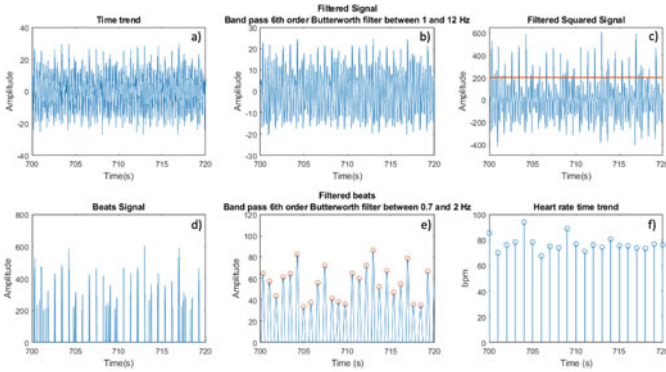 Time trend
a)
Amplitude
40
20
0
-20
-40
700 705 710 715 720
Time(s)
Filtered Signal
Band pass 6th order Butterworth filter between 1 and 12 Hz
b)
Amplitude
30
20
10
0
-10
-20
-30
700 705 710 715 720
Time(s)
Filtered Squared Signal
c)
Amplitude
600
400
200
0
-200
-400
700 705 710 715 720
Time(s)
Beats Signal
d)
Amplitude
800
600
400
200
0
700 705 710 715 720
Time(s)
Filtered beats
Band pass 6th order Butterworth filter between 0.7 and 2 Hz
e)
Amplitude
120
100
80
60
40
20
0
700 705 710 715 720
Time (s)
Heart rate time trend
f)
bpm
100
80
60
40
20
0
700 705 710 715 720
Time (s)